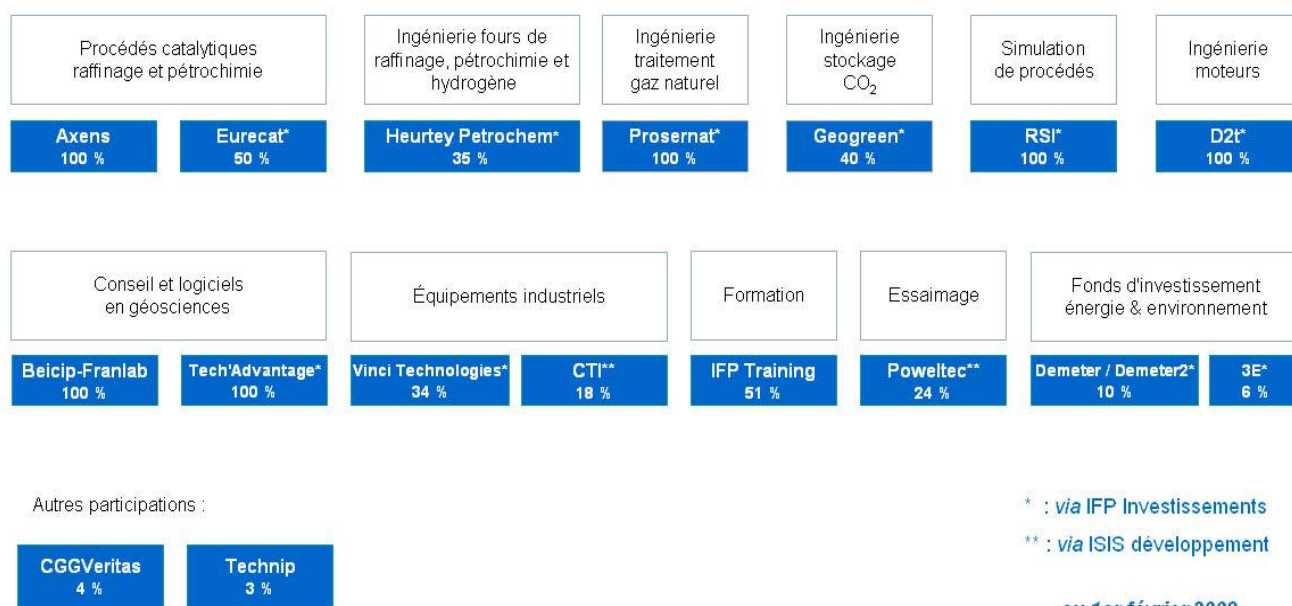 Procédés catalytiques
raffinage et pétrochimie
Ingénierie fours de
raffinage, pétrochimie et
hydrogène
Ingénierie
traitement
gaz naturel
Ingénierie
stockage
CO2
Simulation
de procédés
Ingénierie
moteurs
Axens
100 %
Eurecat*
50 %
Heurtey Petrochem*
35 %
Prosernat*
100 %
Geogreen*
40 %
RSI*
100 %
D2t*
100 %
Conseil et logiciels
en géosciences
Équipements industriels
Formation
Essaimage
Fonds d'investissement
énergie & environnement
Beicip-Franlab
100 %
Tech'Advantage*
100 %
Vinci Technologies*
34 %
CTI**
18 %
IFP Training
51 %
Poweltec**
24 %
Demeter / Demeter2*
10 %
3E*
6 %
Autres participations :
CGGVeritas
4 %
Technip
3 %
* : via IFP Investissements
** : via ISIS développement
au 1er février